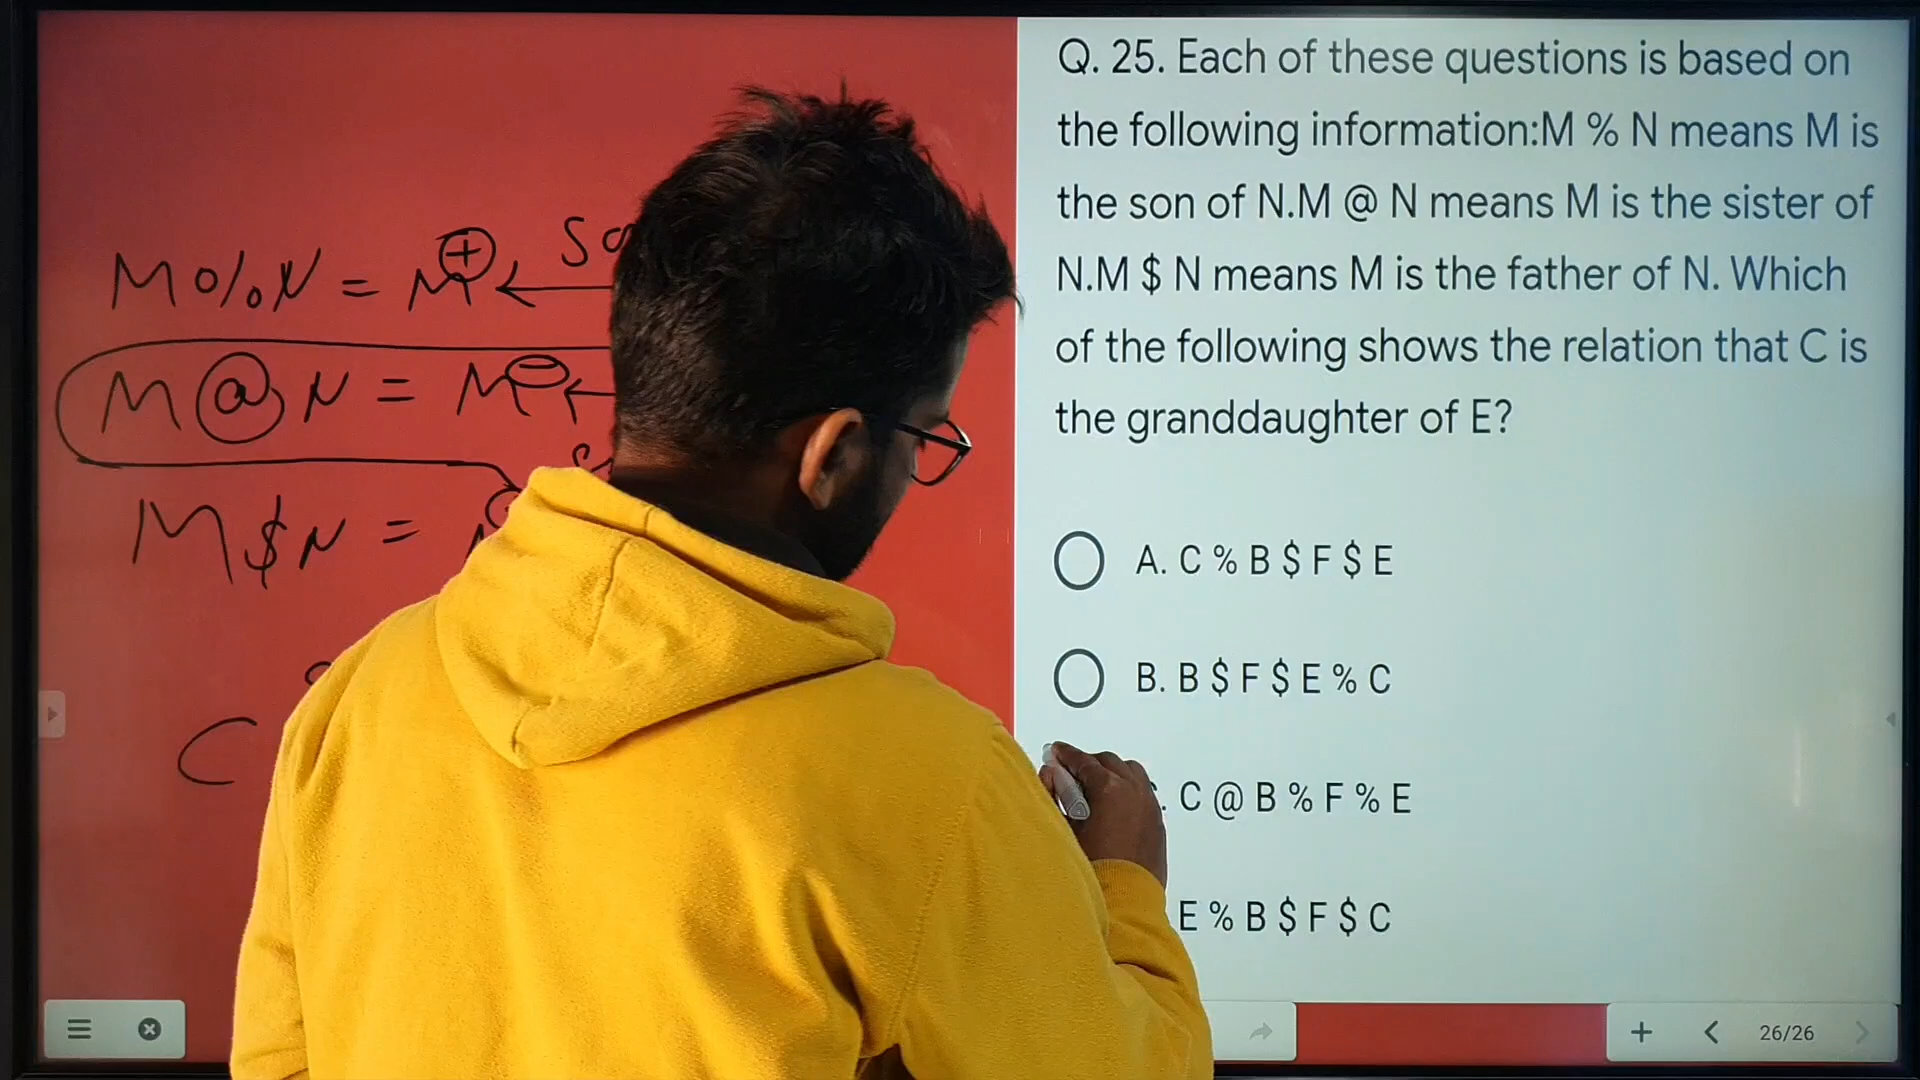 Q. 25. Each of these questions is based on
the following information:M % N means M is
the son of N.M @ N means M is the sister of
N.M $ N means M is the father of N. Which
of the following shows the relation that C is
the granddaughter of E?
A. C % B $ F $ E
B. B $ F $ E % C
. C @ B % F % E
E % B $ F $ C
M % N = M + ←
M @ N = M - ←
M $ N =
C
26/26